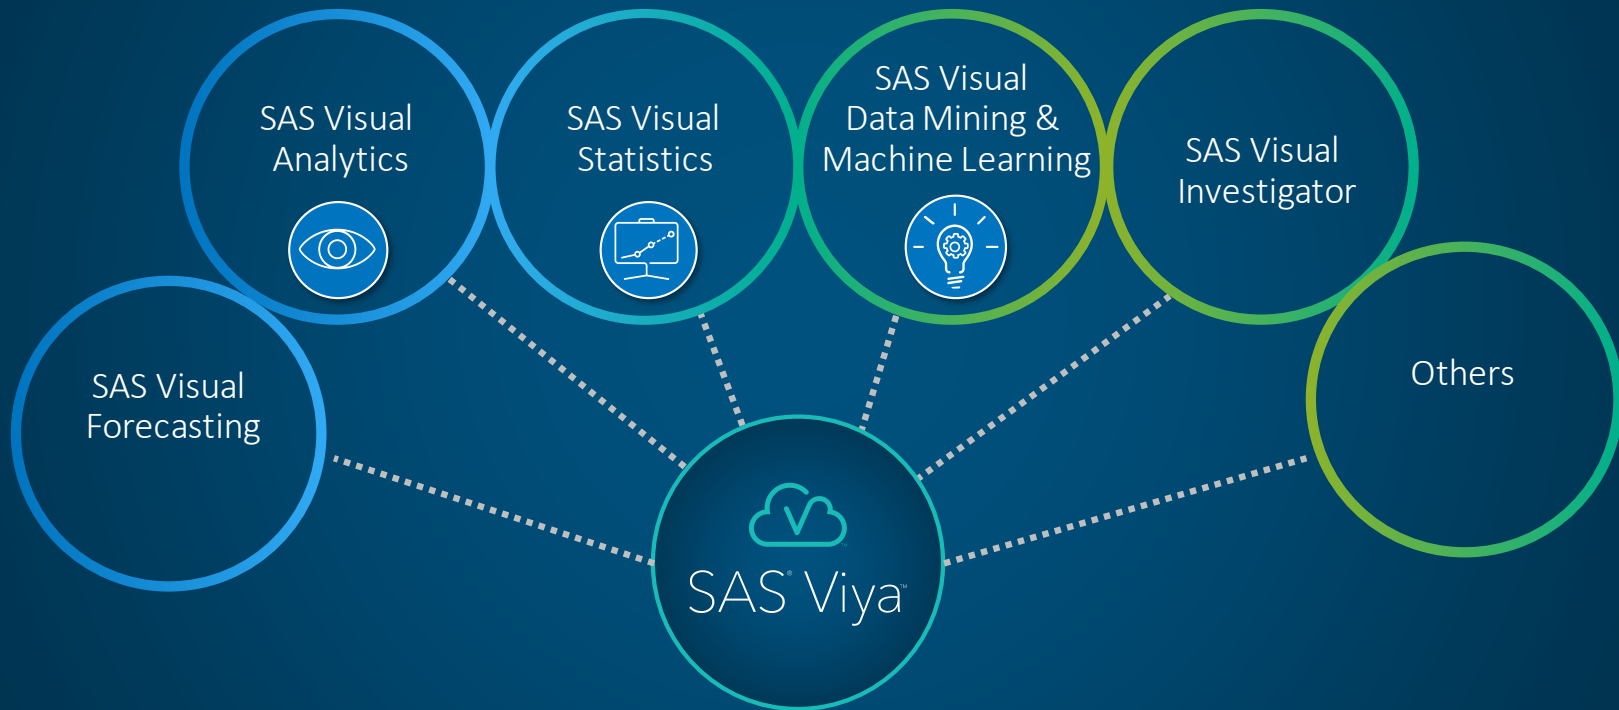 SAS Visual
Forecasting
SAS Visual
Analytics
SAS Visual
Statistics
SAS Visual
Data Mining &
Machine Learning
SAS Visual
Investigator
Others
SAS® Viya™